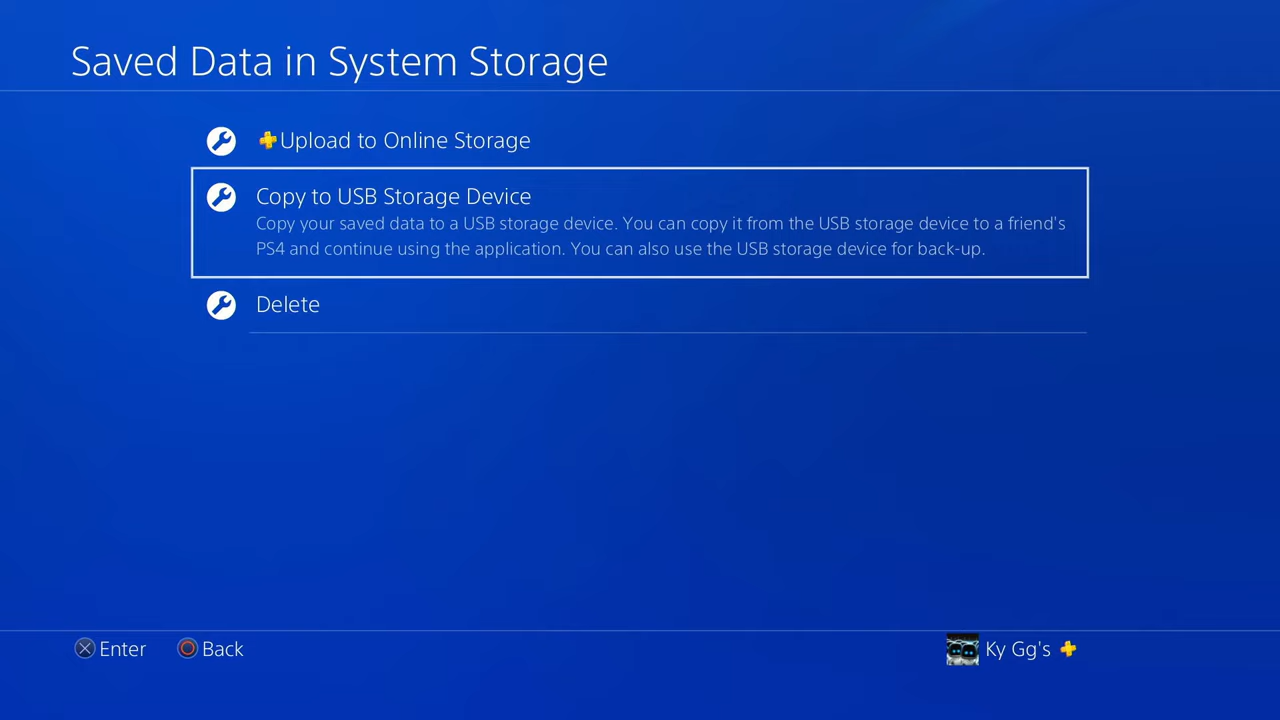 Saved Data in System Storage
Upload to Online Storage
Copy to USB Storage Device
Copy your saved data to a USB storage device. You can copy it from the USB storage device to a friend's
PS4 and continue using the application. You can also use the USB storage device for back-up.
Delete
Enter
Back
Ky Gg's